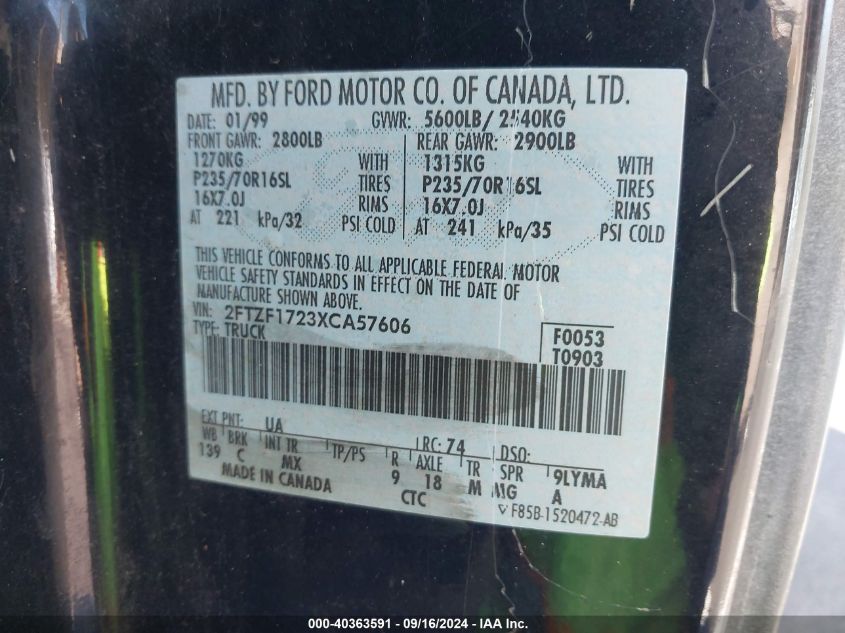 MFD. BY FORD MOTOR CO. OF CANADA, LTD.
DATE: 01/99 GVWR: 5600LB/ 2540KG
FRONT GAWR: 2800LB REAR GAWR: 2900LB
1270KG WITH 1315KG WITH
P235/70R16SL TIRES P235/70R16SL TIRES
16X7.0J RIMS 16X7.0J RIMS
AT 221 kPa/32 PSI COLD AT 241 kPa/35 PSI COLD
THIS VEHICLE CONFORMS TO ALL APPLICABLE FEDERAL MOTOR
VEHICLE SAFETY STANDARDS IN EFFECT ON THE DATE OF
MANUFACTURE SHOWN ABOVE.
VIN: 2FTZF1723XCA57606
TYPE: TRUCK
F0053
T0903
EXT PNT: UA RC: 74 DSO:
WB BRK INT TR TP/PS R AXLE TR SPR 9LYMA
139 C MX 9 18 M MG A
MADE IN CANADA CTC
F85B-1520472-AB
000-40363591 - 09/16/2024 - IAA Inc.